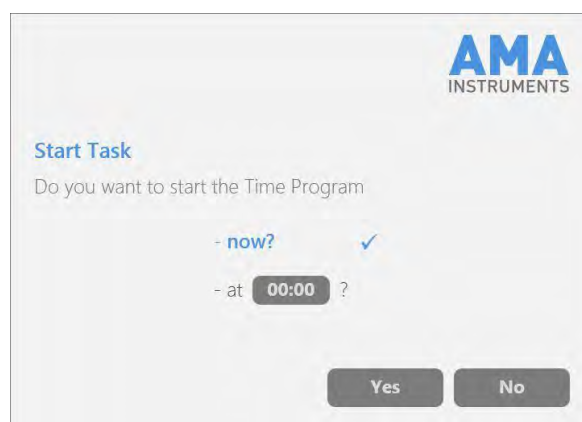 AMA
INSTRUMENTS
Start Task
Do you want to start the Time Program
- now? ✓
- at 00:00 ?
Yes No